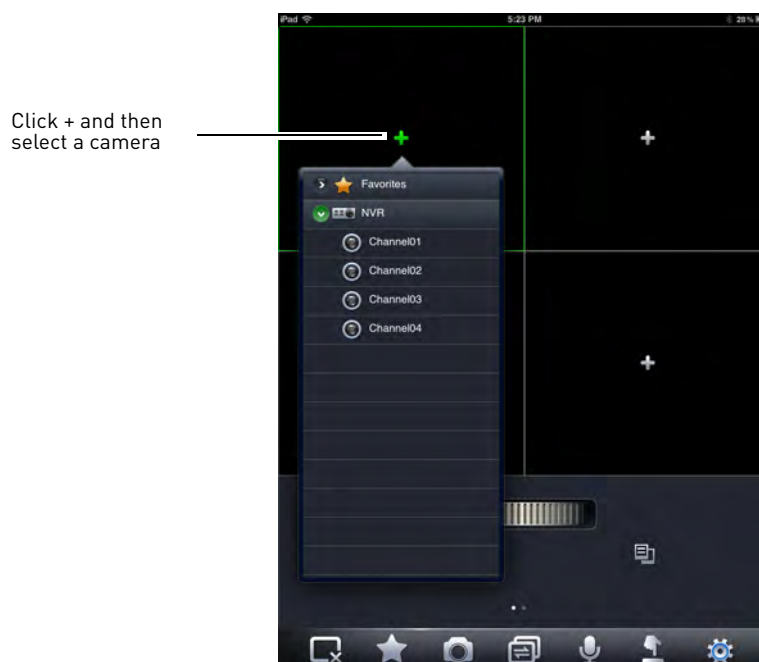 iPad
5:23 PM
28%
Click + and then
select a camera
Favorites
NVR
Channel01
Channel02
Channel03
Channel04